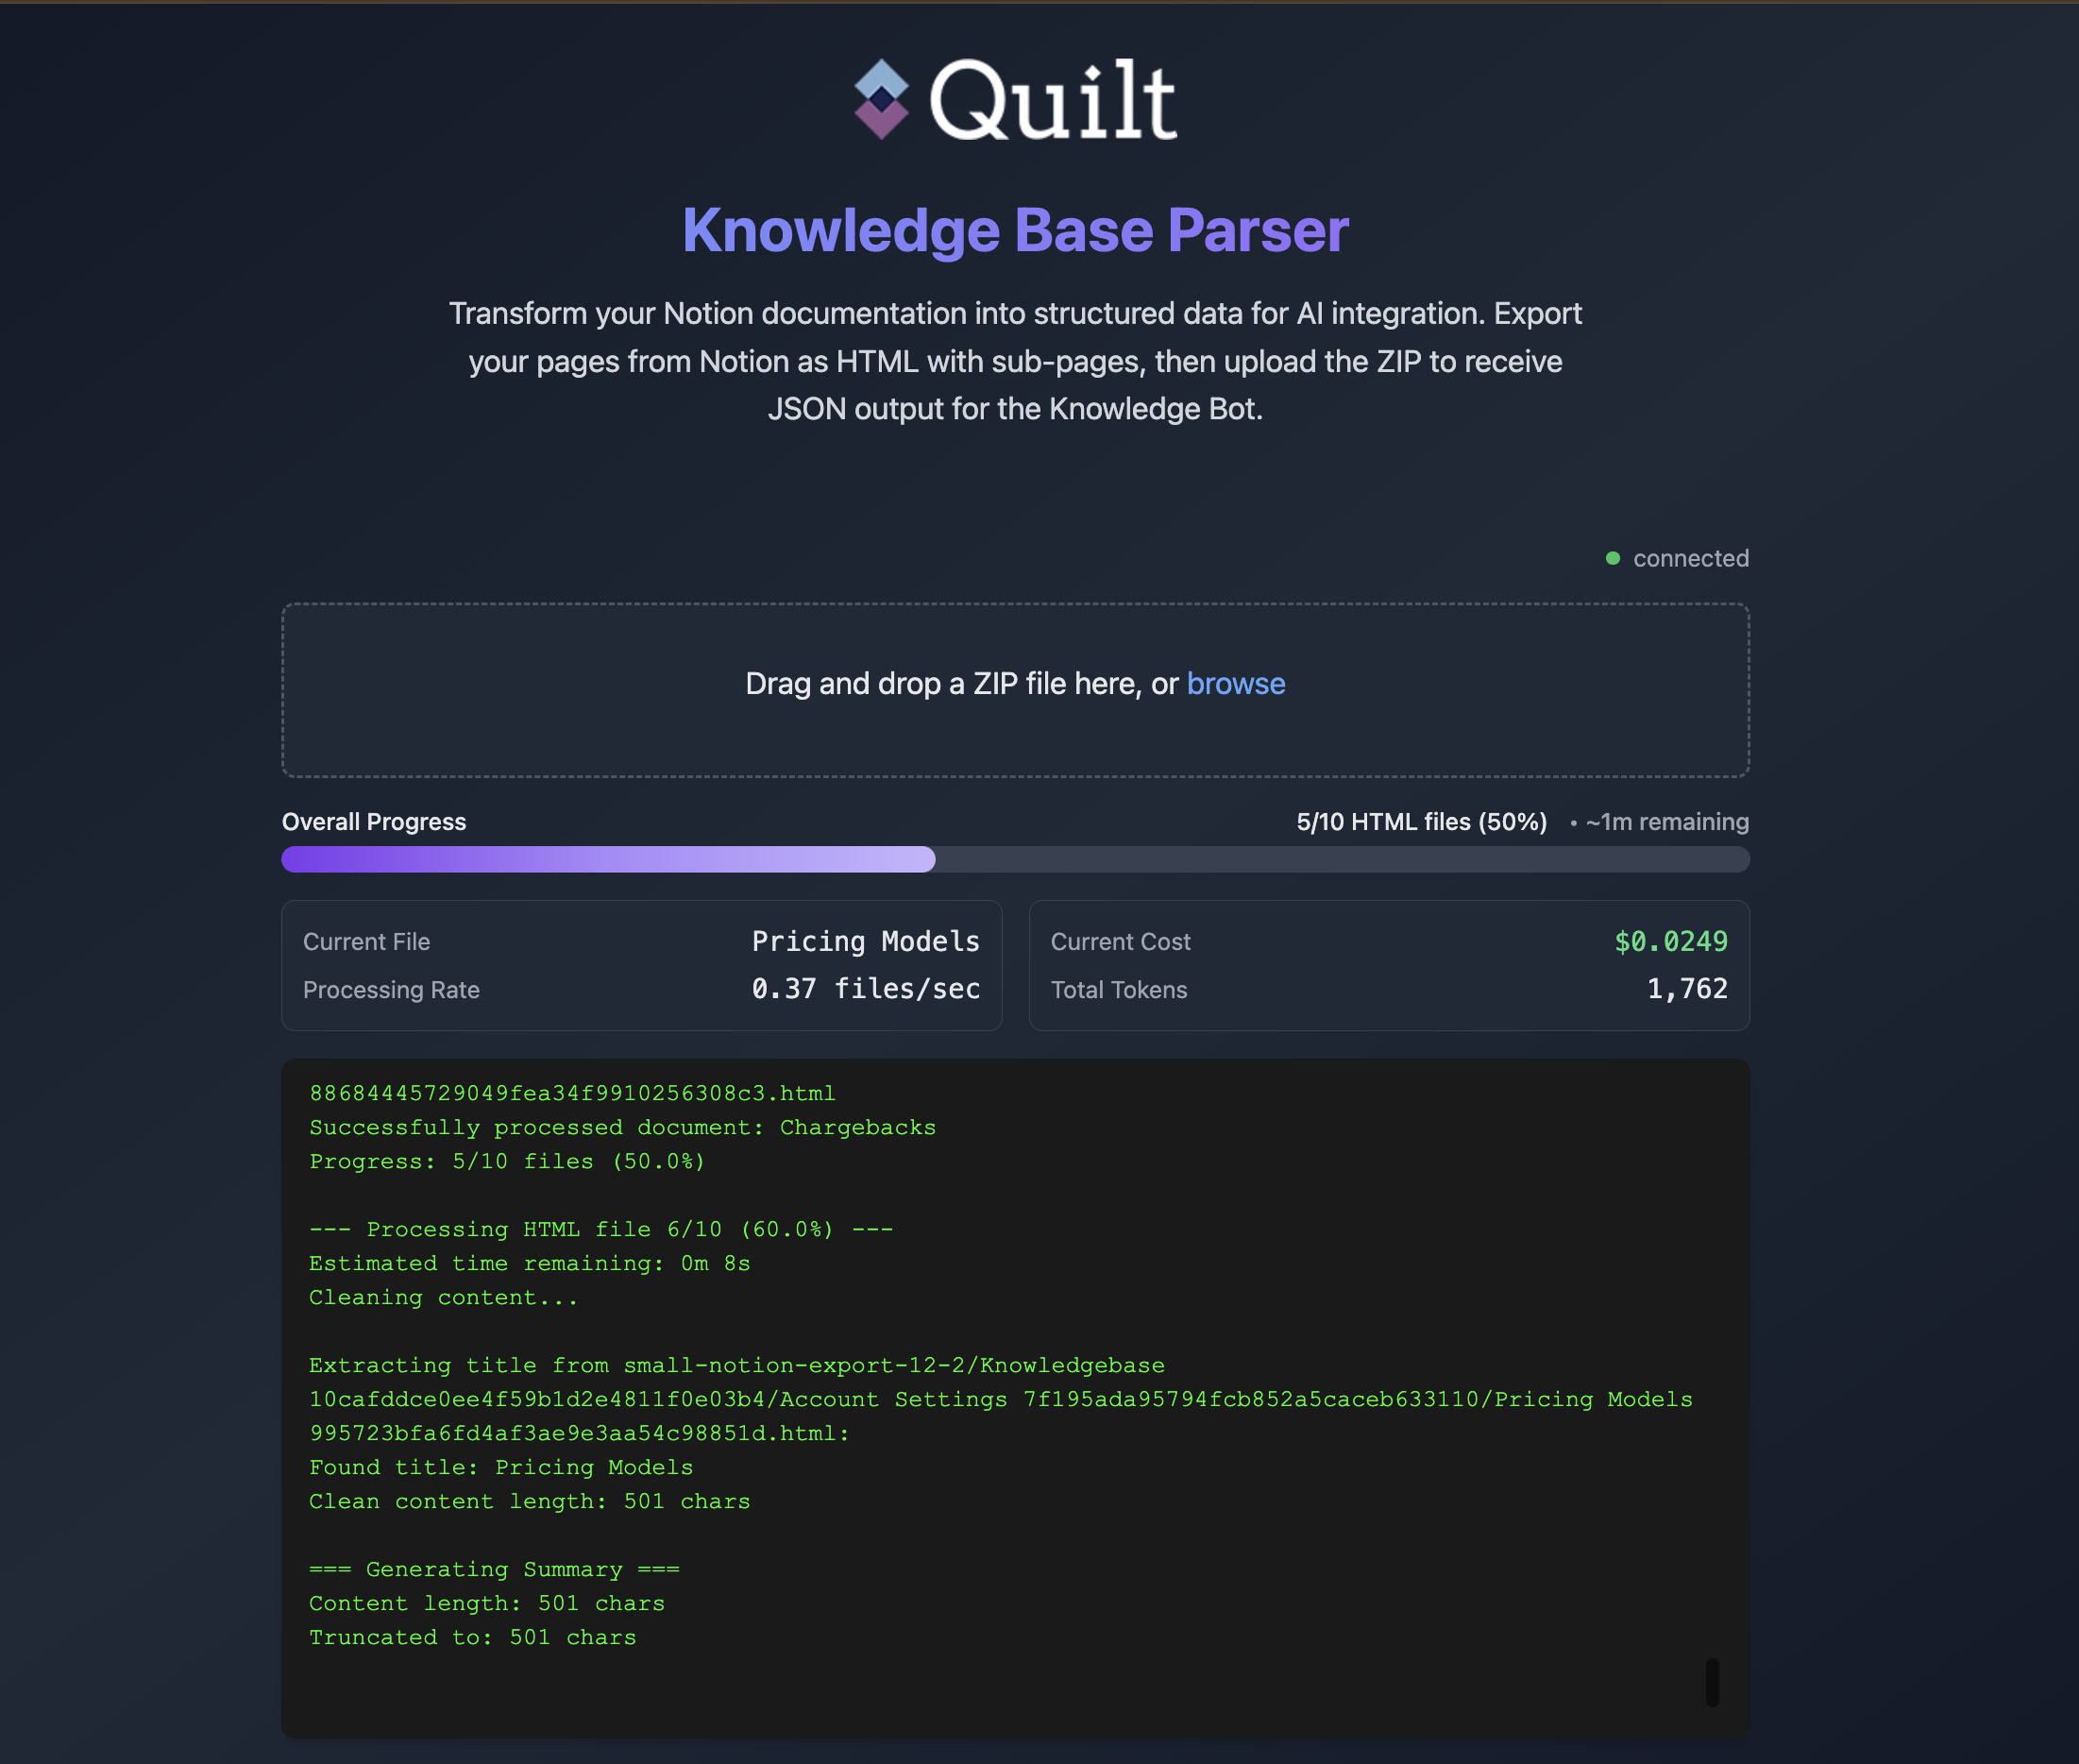 Quilt
Knowledge Base Parser
Transform your Notion documentation into structured data for AI integration. Export
your pages from Notion as HTML with sub-pages, then upload the ZIP to receive
JSON output for the Knowledge Bot.
connected
Drag and drop a ZIP file here, or browse
Overall Progress
5/10 HTML files (50%) • ~1m remaining
Current File Pricing Models
Processing Rate 0.37 files/sec
Current Cost $0.0249
Total Tokens 1,762
88684445729049fea34f9910256308c3.html
Successfully processed document: Chargebacks
Progress: 5/10 files (50.0%)
--- Processing HTML file 6/10 (60.0%) ---
Estimated time remaining: 0m 8s
Cleaning content...
Extracting title from small-notion-export-12-2/Knowledgebase
10cafddce0ee4f59b1d2e4811f0e03b4/Account Settings 7f195ada95794fcb852a5caceb633110/Pricing Models
995723bfa6fd4af3ae9e3aa54c98851d.html:
Found title: Pricing Models
Clean content length: 501 chars
=== Generating Summary ===
Content length: 501 chars
Truncated to: 501 chars